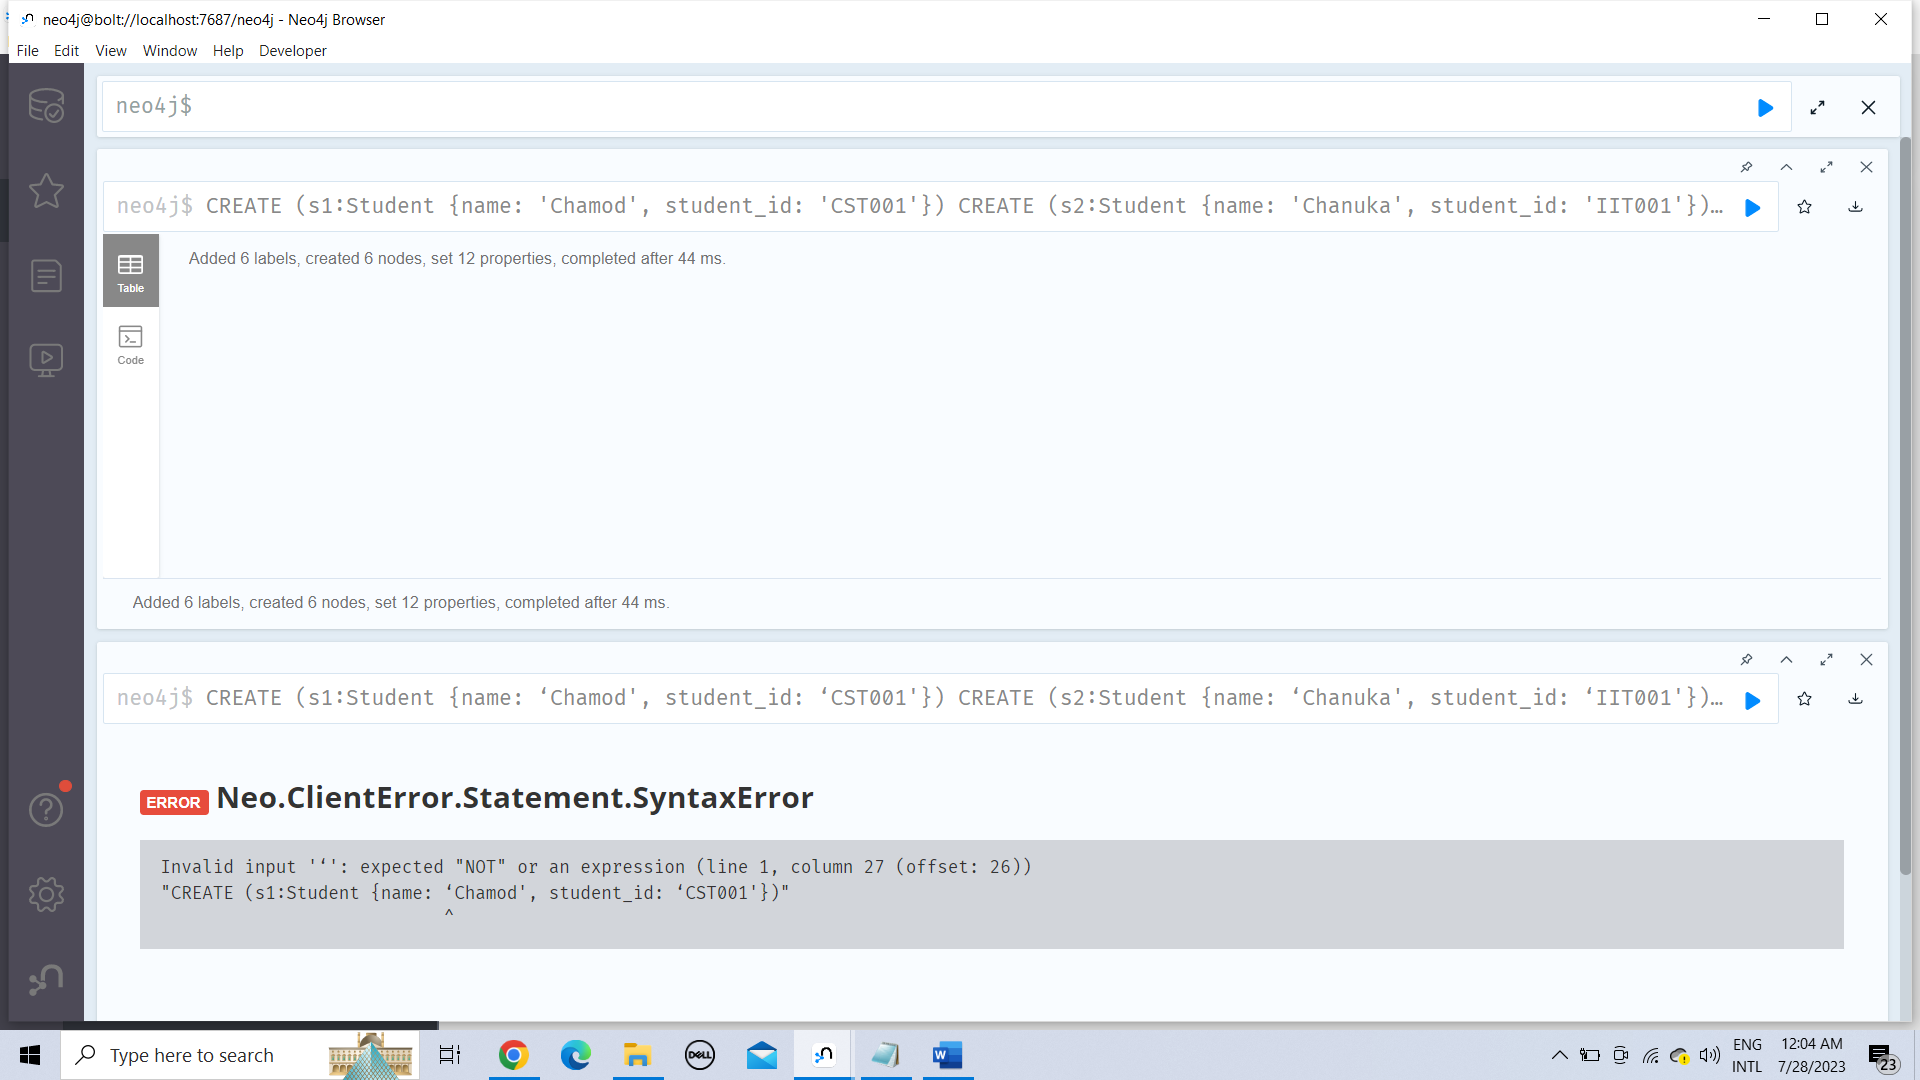 neo4j@bolt://localhost:7687/neo4j - Neo4j Browser
File Edit View Window Help Developer
neo4j$
neo4j$ CREATE (s1:Student {name: 'Chamod', student_id: 'CST001'}) CREATE (s2:Student {name: 'Chanuka', student_id: 'IIT001'})…
Table
Added 6 labels, created 6 nodes, set 12 properties, completed after 44 ms.
Code
Added 6 labels, created 6 nodes, set 12 properties, completed after 44 ms.
neo4j$ CREATE (s1:Student {name: ‘Chamod', student_id: ‘CST001'}) CREATE (s2:Student {name: ‘Chanuka', student_id: ‘IIT001'})…
ERROR Neo.ClientError.Statement.SyntaxError
Invalid input '‘': expected "NOT" or an expression (line 1, column 27 (offset: 26))
"CREATE (s1:Student {name: ‘Chamod', student_id: ‘CST001'})"
^
Type here to search
DELL
W
ENG
INTL
12:04 AM
7/28/2023
23